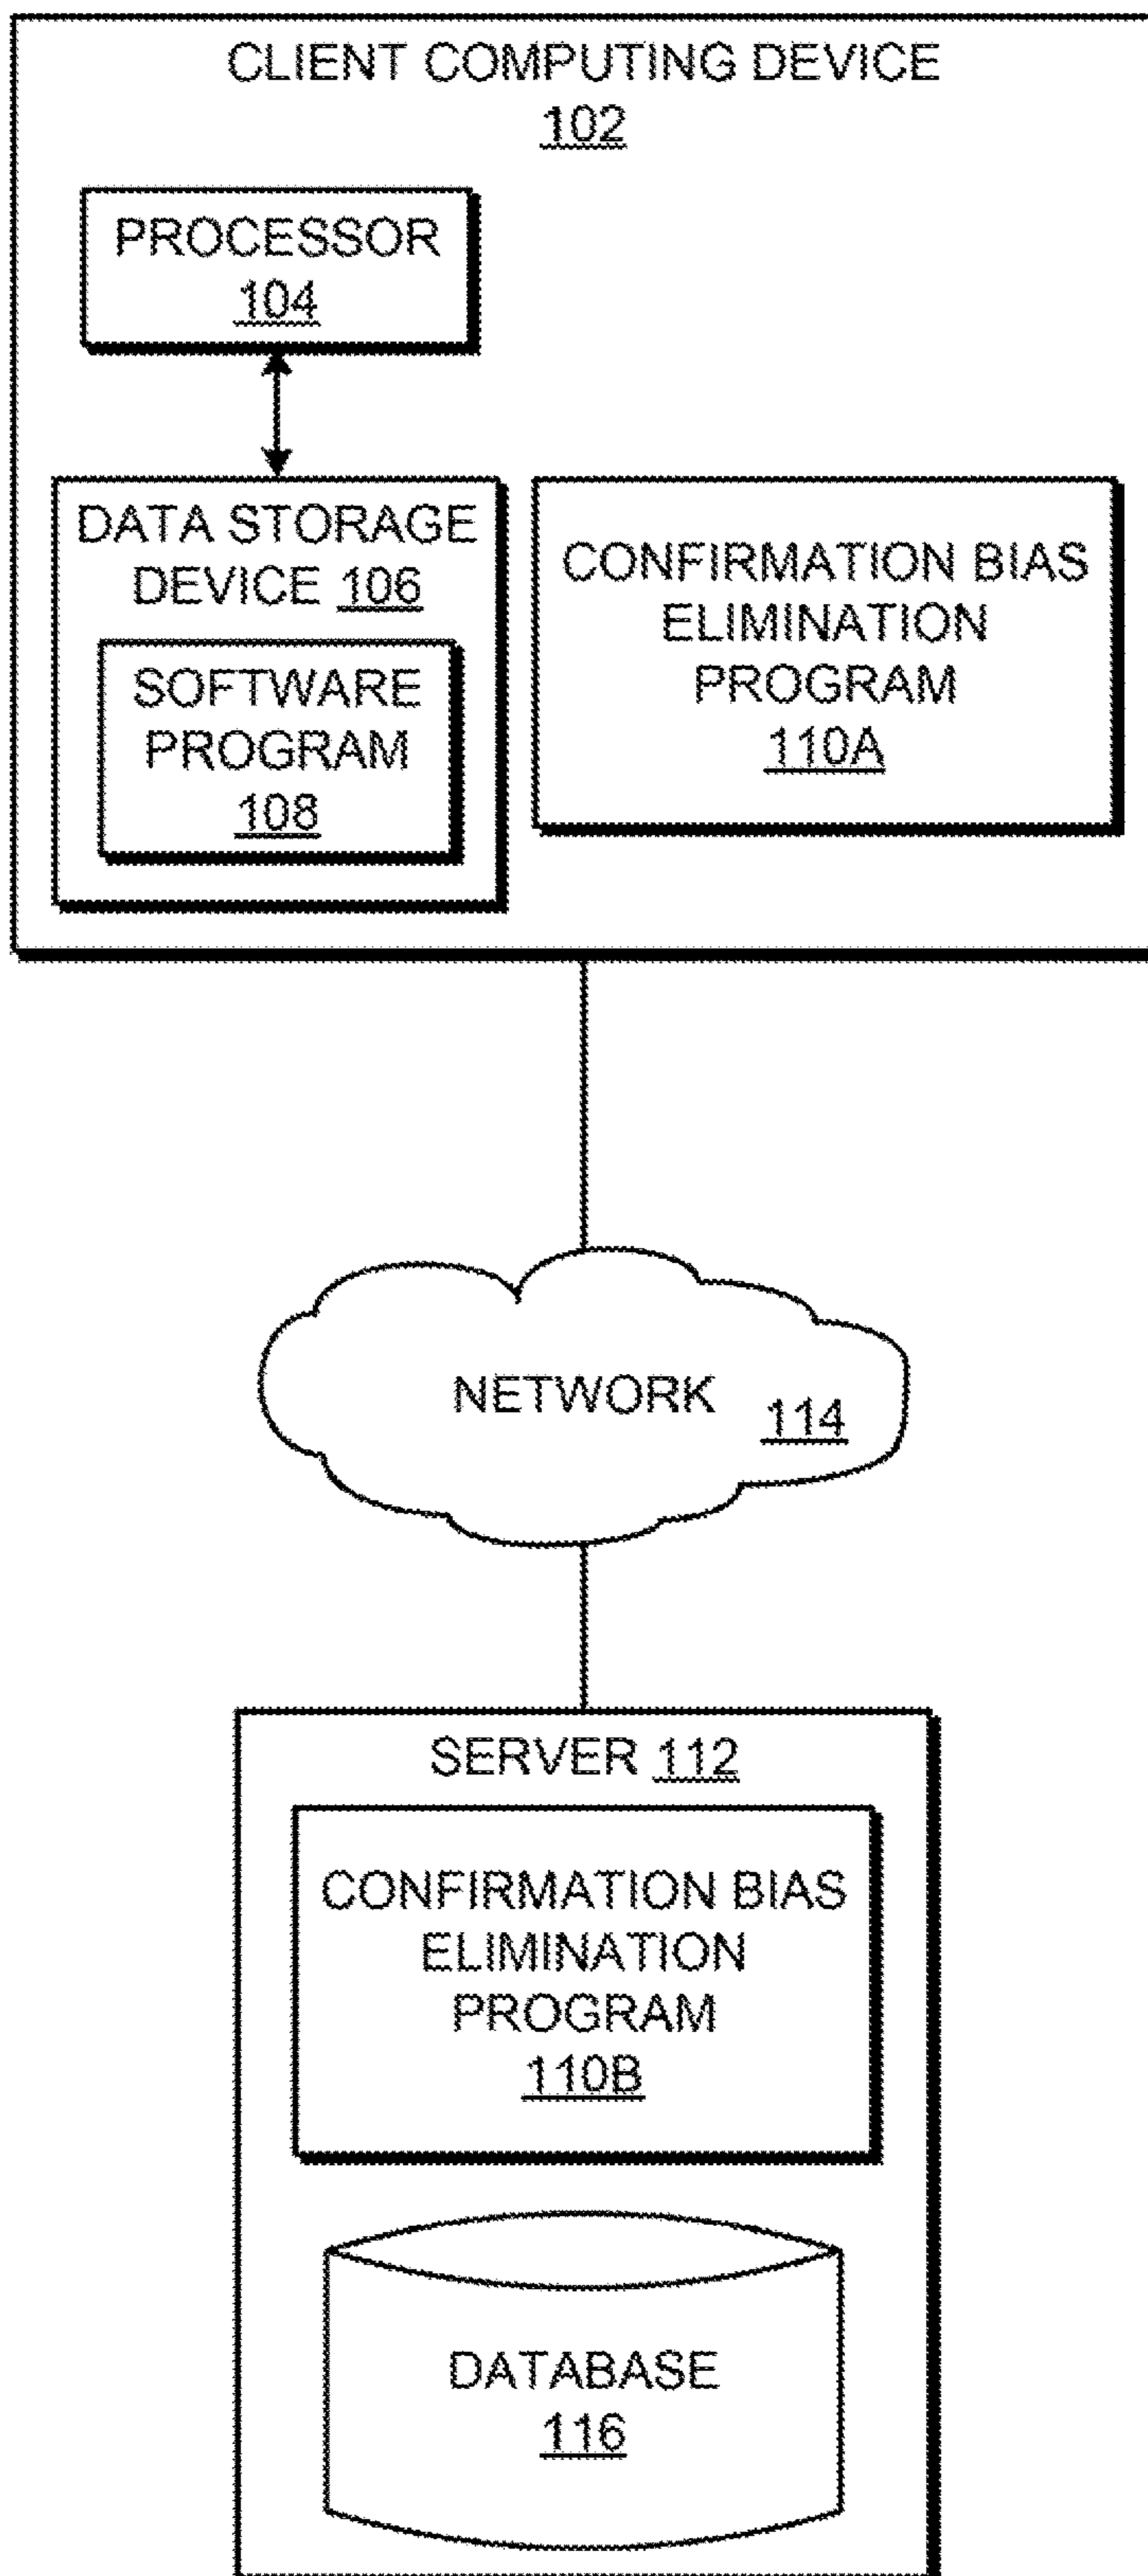 CLIENT COMPUTING DEVICE
102
PROCESSOR
104
DATA STORAGE
DEVICE 106
SOFTWARE
PROGRAM
108
CONFIRMATION BIAS
ELIMINATION
PROGRAM
110A
NETWORK 114
SERVER 112
CONFIRMATION BIAS
ELIMINATION
PROGRAM
110B
DATABASE
116